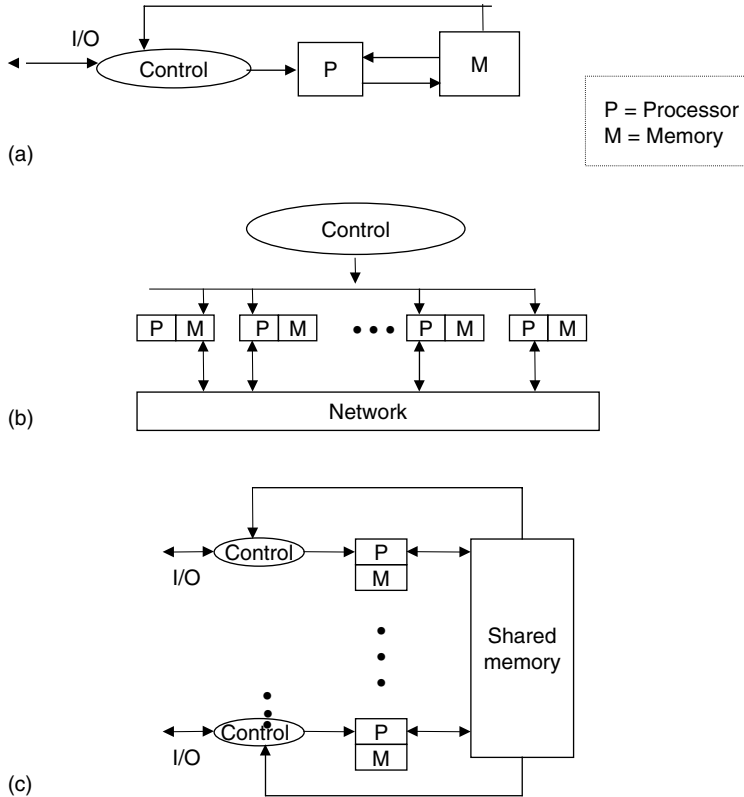 I/O
Control
P
M
(a)
P = Processor
M = Memory
Control
P M P M P M P M
Network
(b)
Control
P
I/O
M
Shared
memory
Control
P
I/O
M
(c)